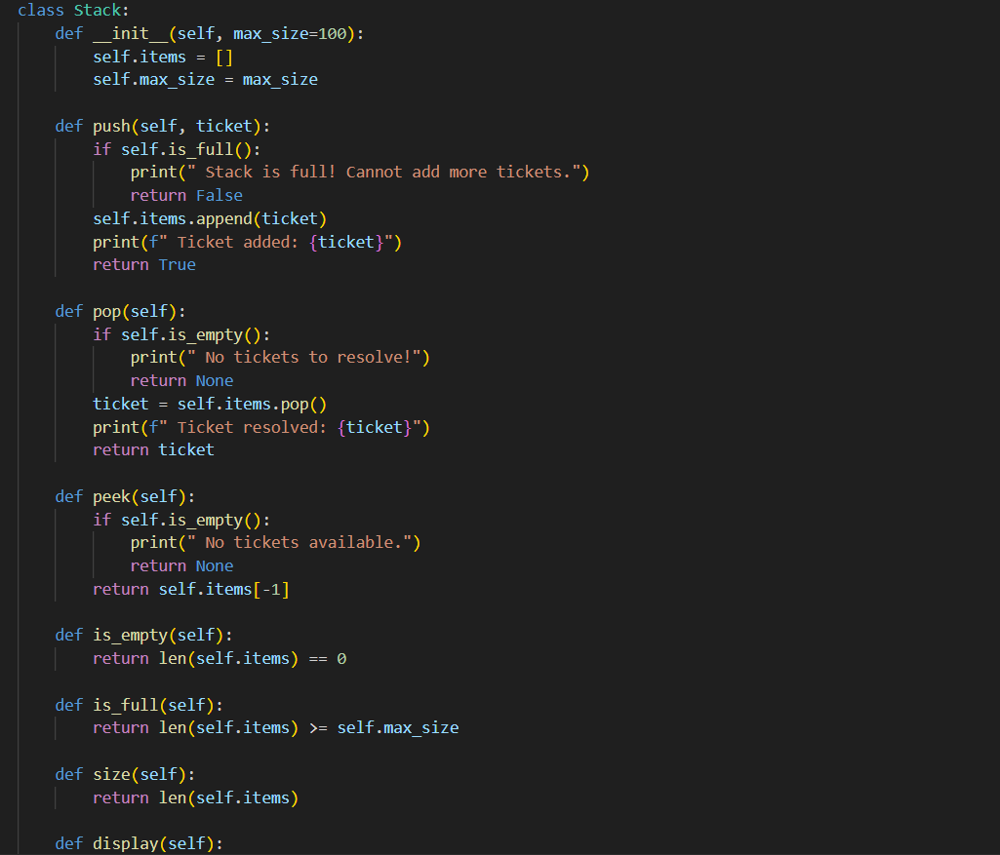 class Stack:
    def __init__(self, max_size=100):
        self.items = []
        self.max_size = max_size

    def push(self, ticket):
        if self.is_full():
            print(" Stack is full! Cannot add more tickets.")
            return False
        self.items.append(ticket)
        print(f" Ticket added: {ticket}")
        return True

    def pop(self):
        if self.is_empty():
            print(" No tickets to resolve!")
            return None
        ticket = self.items.pop()
        print(f" Ticket resolved: {ticket}")
        return ticket

    def peek(self):
        if self.is_empty():
            print(" No tickets available.")
            return None
        return self.items[-1]

    def is_empty(self):
        return len(self.items) == 0

    def is_full(self):
        return len(self.items) >= self.max_size

    def size(self):
        return len(self.items)

    def display(self):